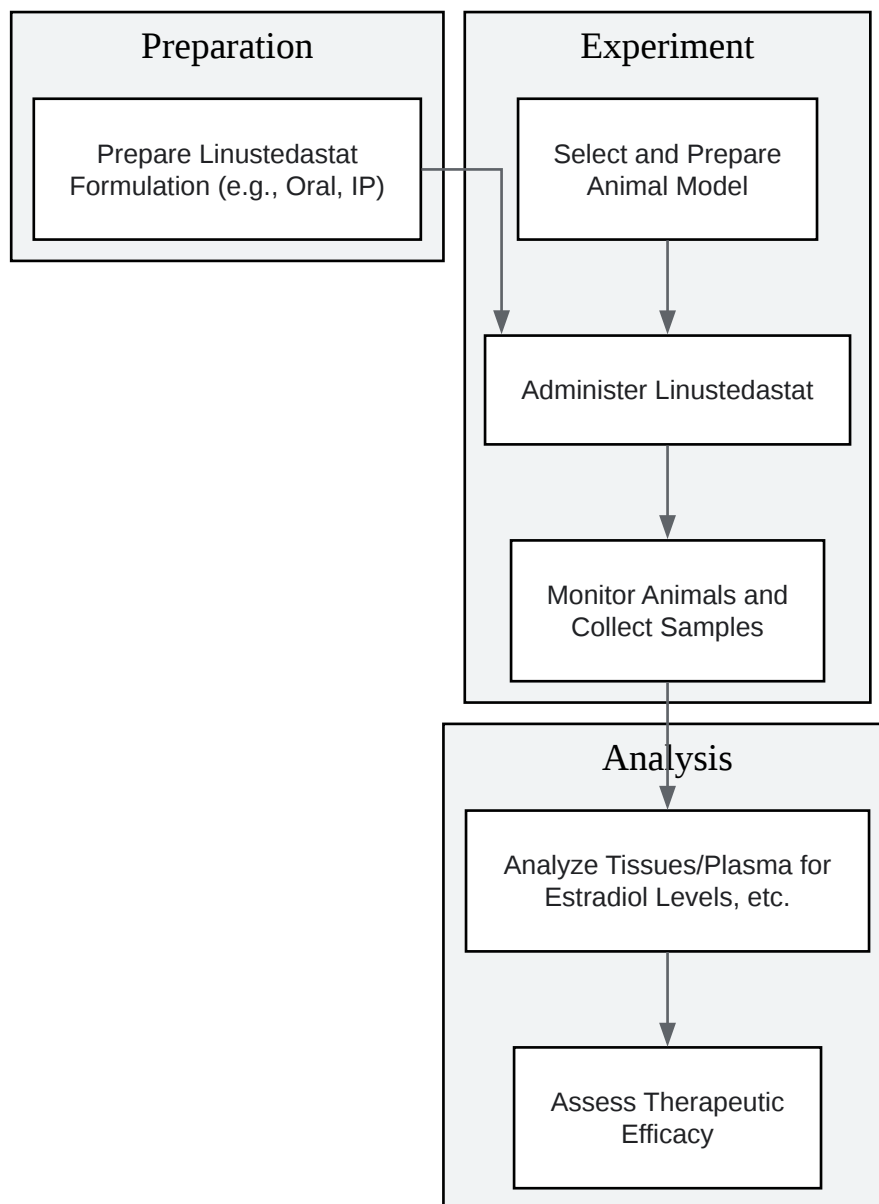 Preparation
Prepare Linustedastat
Formulation (e.g., Oral, IP)
Experiment
Select and Prepare
Animal Model
Administer Linustedastat
Monitor Animals and
Collect Samples
Analysis
Analyze Tissues/Plasma for
Estradiol Levels, etc.
Assess Therapeutic
Efficacy